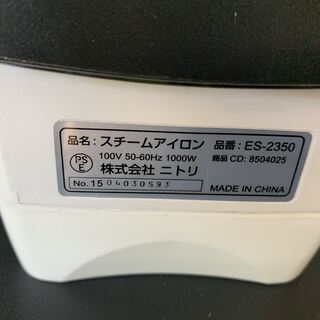 品名：スチームアイロン 品番：ES-2350
PS E 100V 50-60Hz 1000W 商品 CD: 8504025
株式会社 ニトリ
No. 15 04030593 MADE IN CHINA